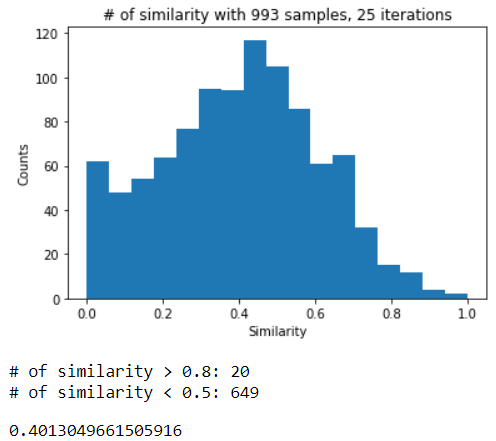 # of similarity with 993 samples, 25 iterations
120
100
80
60
40
20
0
Counts
0.0 0.2 0.4 0.6 0.8 1.0
Similarity
# of similarity > 0.8: 20
# of similarity < 0.5: 649
0.4013049661505916